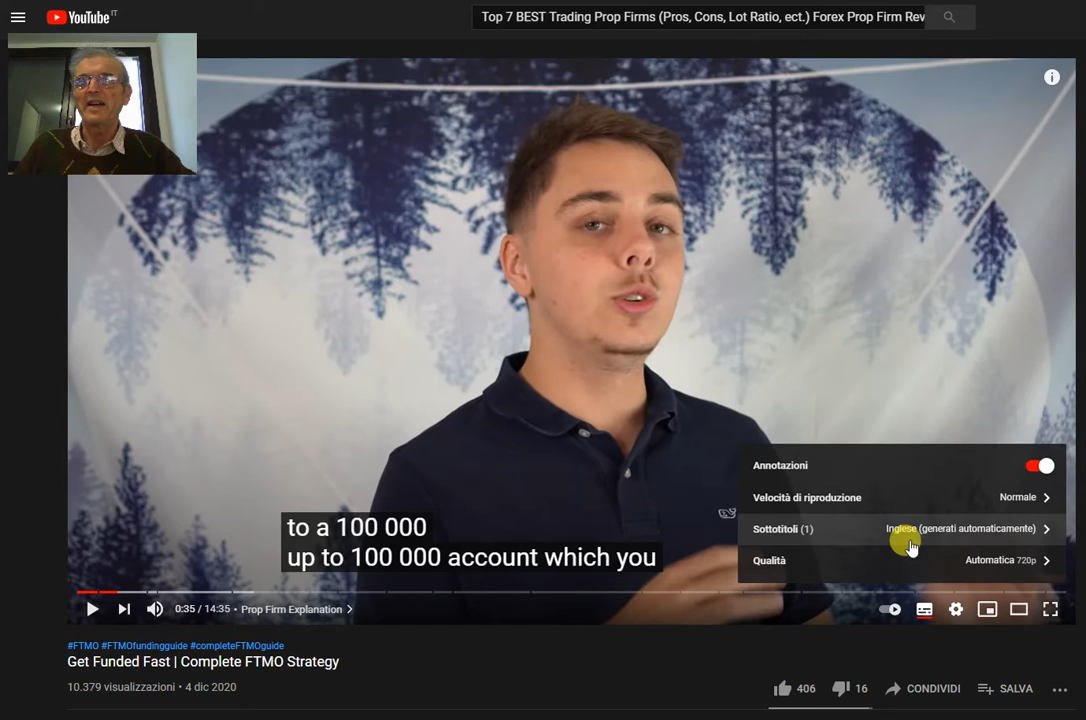 YouTube IT
Top 7 BEST Trading Prop Firms (Pros, Cons, Lot Ratio, ect.) Forex Prop Firm Rev
Annotazioni
Velocità di riproduzione Normale
Sottotitoli (1) Inglese (generati automaticamente)
Qualità Automatica 720p
to a 100 000
up to 100 000 account which you
0:35 / 14:35 • Prop Firm Explanation
#FTMO #FTMOfundingguide #completeFTMOguide
Get Funded Fast | Complete FTMO Strategy
10.379 visualizzazioni • 4 dic 2020
406 16 CONDIVIDI SALVA